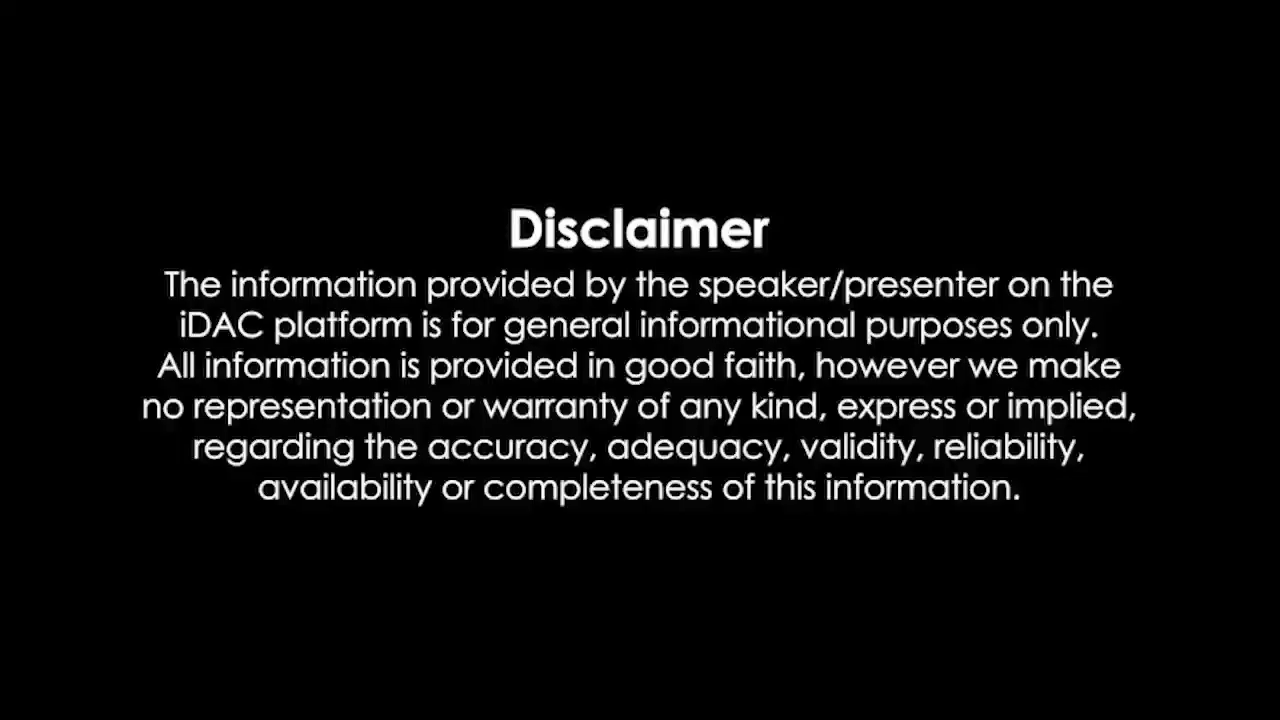 Disclaimer
The information provided by the speaker/presenter on the
iDAC platform is for general informational purposes only.
All information is provided in good faith, however we make
no representation or warranty of any kind, express or implied,
regarding the accuracy, adequacy, validity, reliability,
availability or completeness of this information.